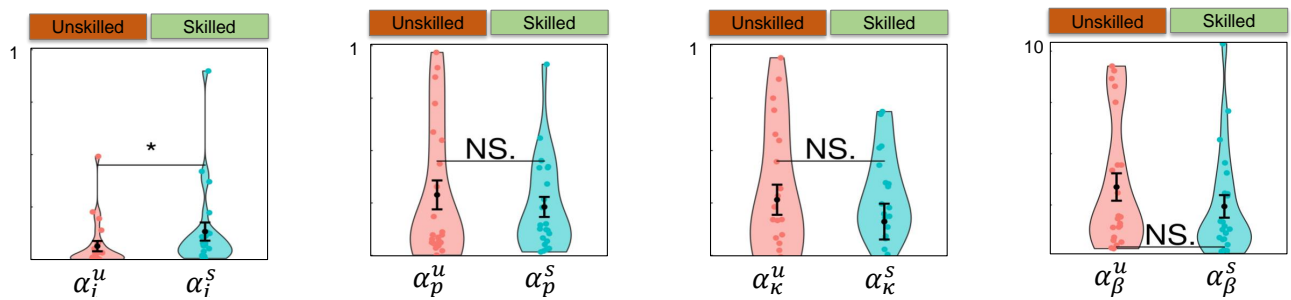 Unskilled Skilled Unskilled Skilled Unskilled Skilled Unskilled Skilled
1 1 1 10
* NS. NS. NS.
α_i^u α_i^s α_p^u α_p^s α_κ^u α_κ^s α_β^u α_β^s